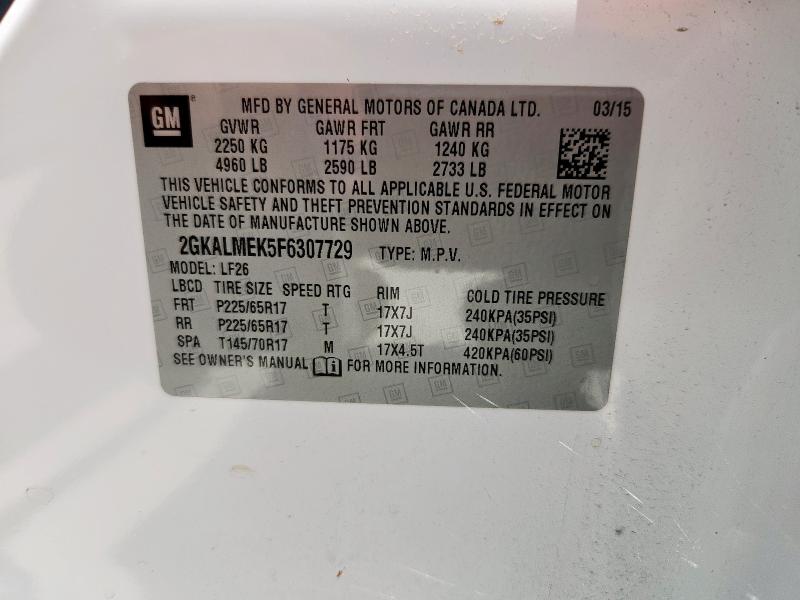 GM ® MFD BY GENERAL MOTORS OF CANADA LTD. 03/15
GVWR GAWR FRT GAWR RR
2250 KG 1175 KG 1240 KG
4960 LB 2590 LB 2733 LB
THIS VEHICLE CONFORMS TO ALL APPLICABLE U.S. FEDERAL MOTOR
VEHICLE SAFETY AND THEFT PREVENTION STANDARDS IN EFFECT ON
THE DATE OF MANUFACTURE SHOWN ABOVE.
2GKALMEK5F6307729 TYPE: M.P.V.
MODEL: LF26
LBCD TIRE SIZE SPEED RTG RIM COLD TIRE PRESSURE
FRT P225/65R17 T 17X7J 240KPA(35PSI)
RR P225/65R17 T 17X7J 240KPA(35PSI)
SPA T145/70R17 M 17X4.5T 420KPA(60PSI)
SEE OWNER'S MANUAL FOR MORE INFORMATION.